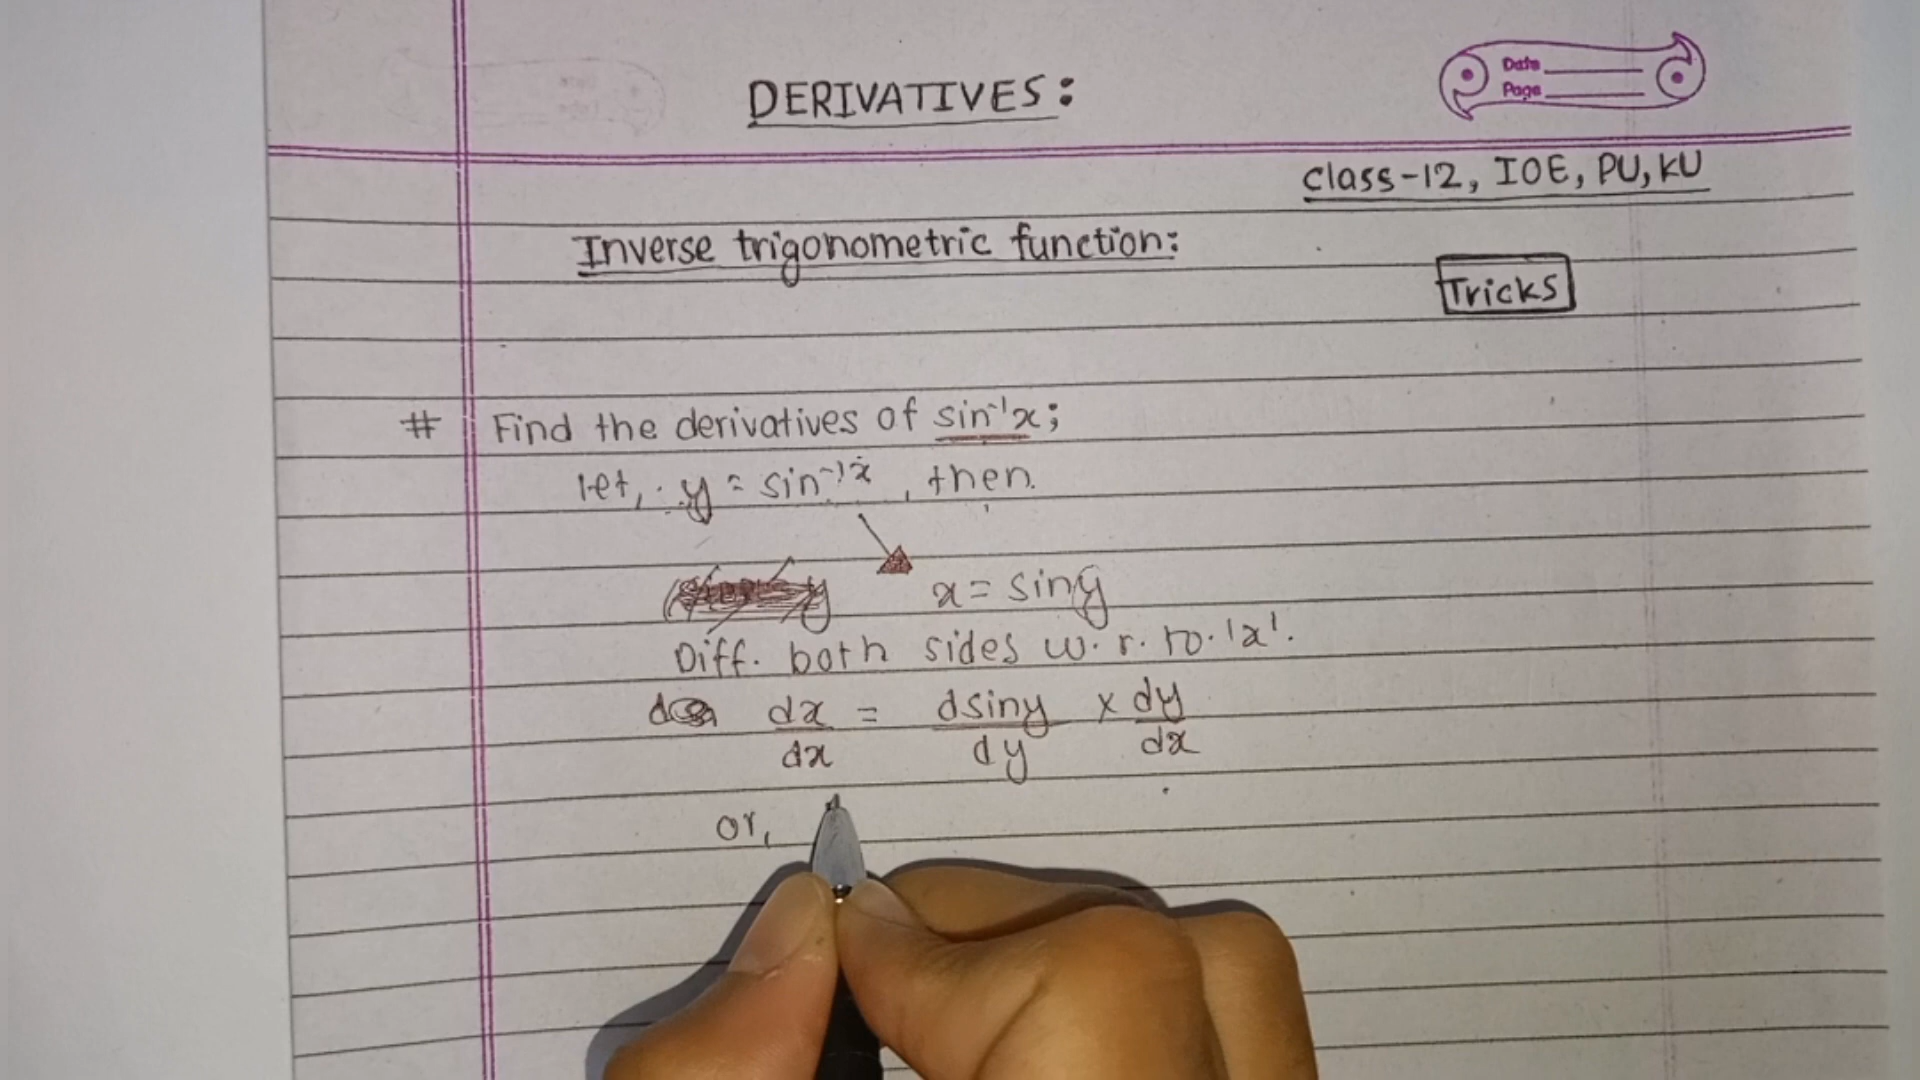 DERIVATIVES:
Date
Page
class-12, IOE, PU, KU
Inverse trigonometric function:
Tricks
# Find the derivatives of sin⁻¹x;
let, y = sin⁻¹x, then.
x = siny
Diff. both sides w. r. to. 'x'.
dx/dx = dsiny/dy × dy/dx
or,